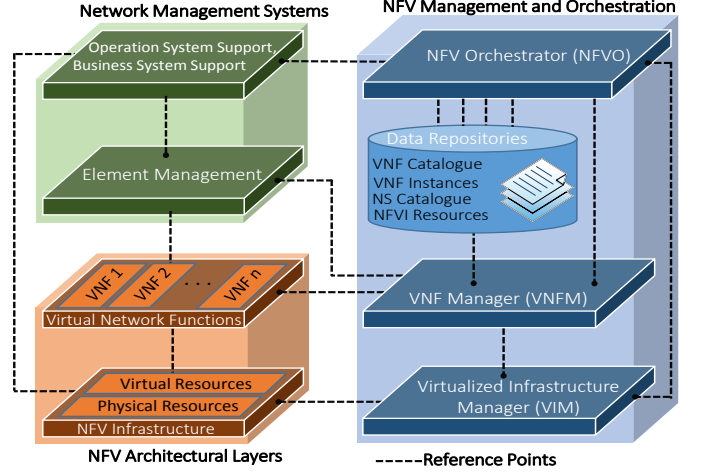 Network Management Systems
NFV Management and Orchestration
Operation System Support,
Business System Support
NFV Orchestrator (NFVO)
Data Repositories
VNF Catalogue
VNF Instances
NS Catalogue
NFVI Resources
Element Management
VNF 1
VNF 2
. . .
VNF n
Virtual Network Functions
VNF Manager (VNFM)
Virtual Resources
Physical Resources
NFV Infrastructure
Virtualized Infrastructure
Manager (VIM)
NFV Architectural Layers
------Reference Points